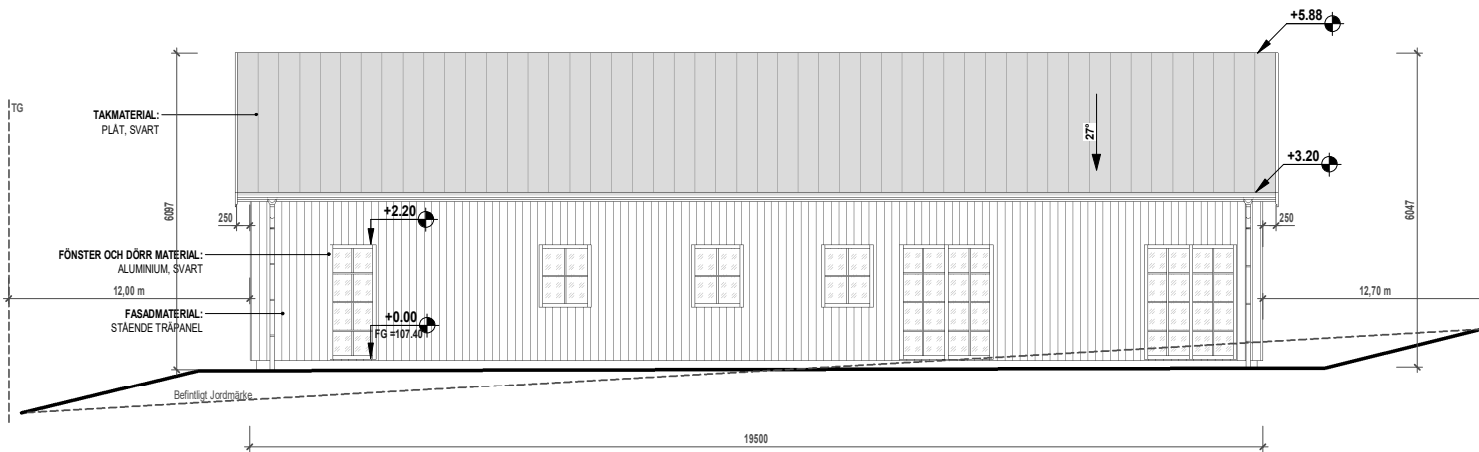 +5.88
TG
TAKMATERIAL:
PLÅT, SVART
27°
+3.20
6097
250
+2.20
250
6047
FÖNSTER OCH DÖRR MATERIAL:
ALUMINIUM, SVART
12,00 m
12,70 m
FASADMATERIAL:
STÅENDE TRÄPANEL
+0.00
FG =107.40
Befintligt Jordmärke
19500